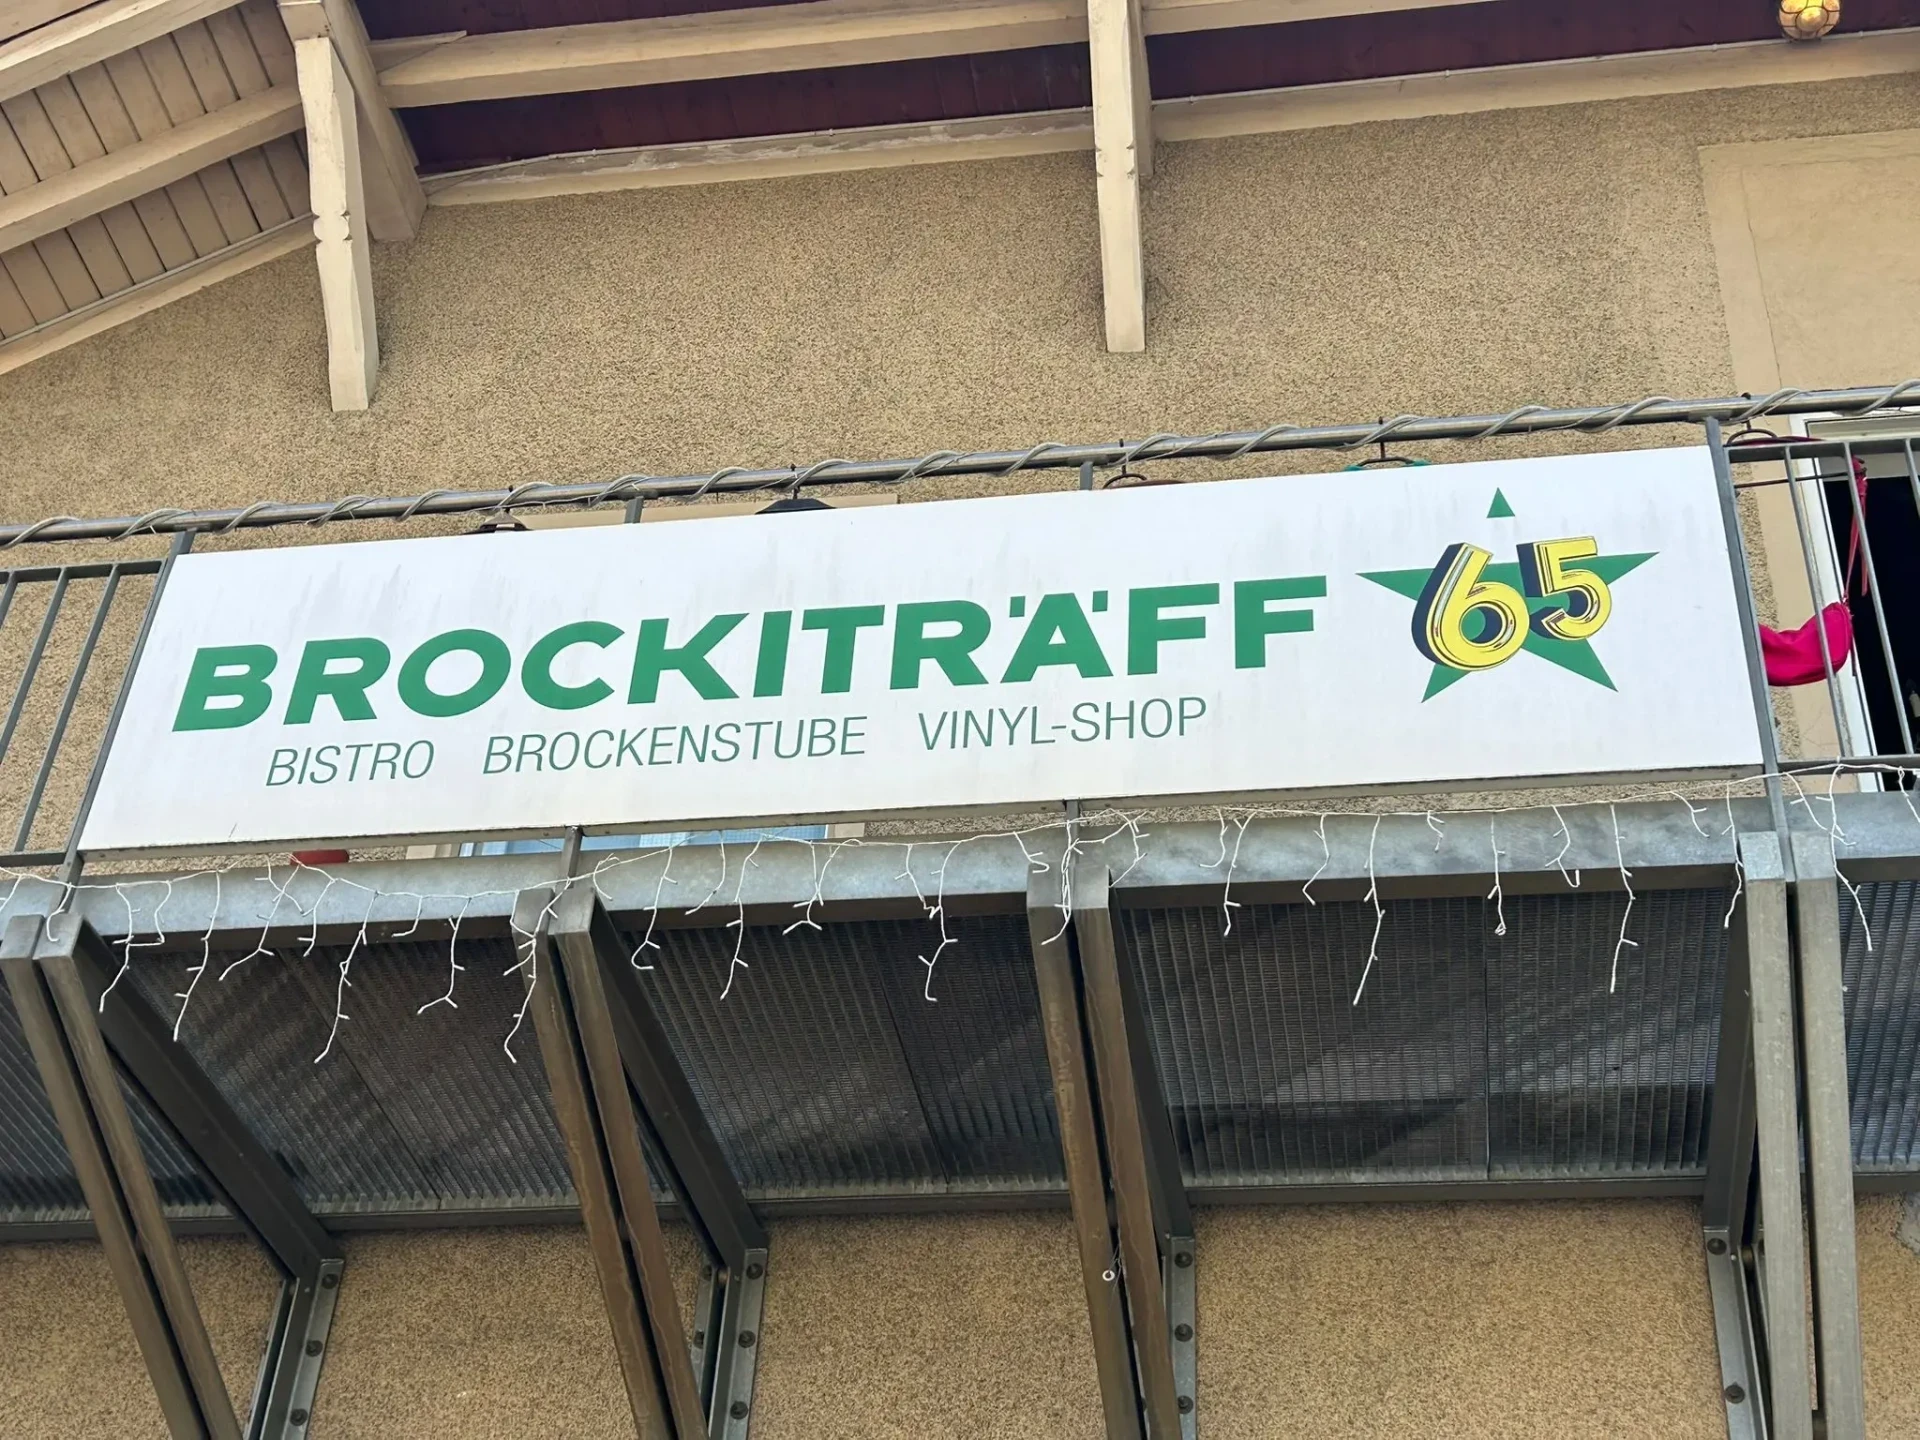 BROCKITRÄFF 65
BISTRO BROCKENSTUBE VINYL-SHOP